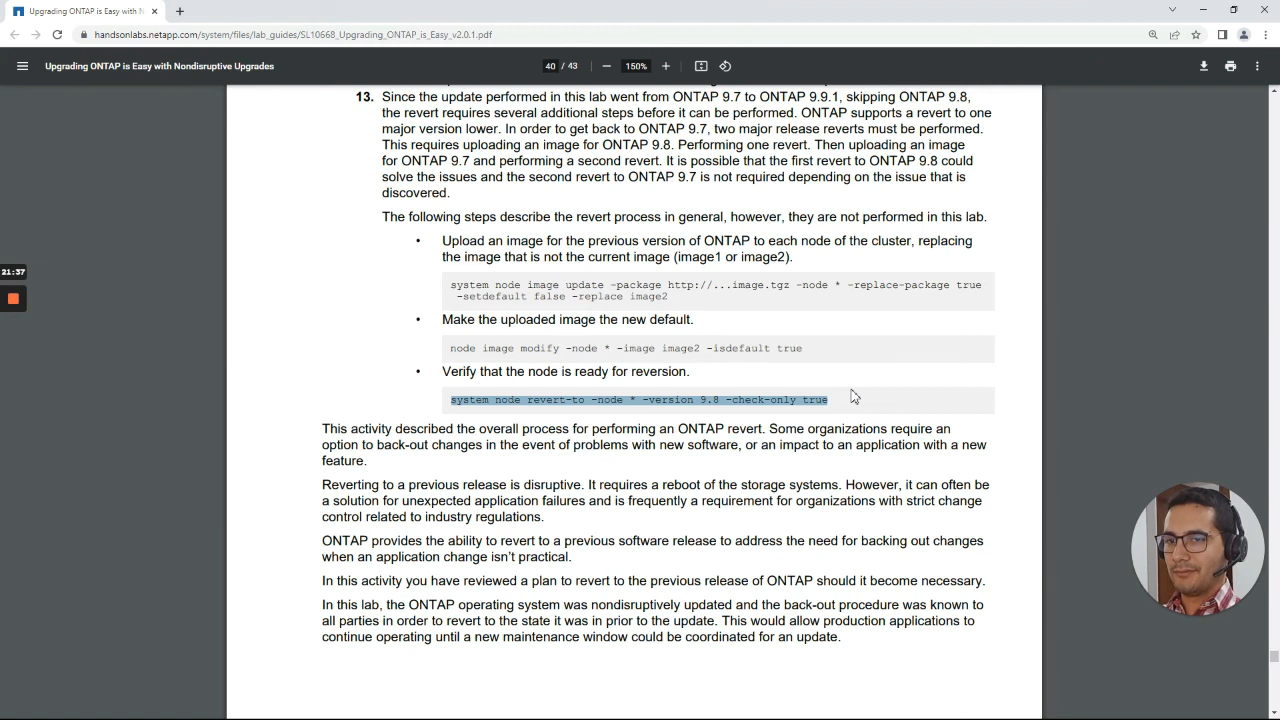 Upgrading ONTAP is Easy with N
handsonlabs.netapp.com/system/files/lab_guides/SL10668_Upgrading_ONTAP_is_Easy_v2.0.1.pdf
Upgrading ONTAP is Easy with Nondisruptive Upgrades
40 / 43
150%
13. Since the update performed in this lab went from ONTAP 9.7 to ONTAP 9.9.1, skipping ONTAP 9.8,
the revert requires several additional steps before it can be performed. ONTAP supports a revert to one
major version lower. In order to get back to ONTAP 9.7, two major release reverts must be performed.
This requires uploading an image for ONTAP 9.8. Performing one revert. Then uploading an image
for ONTAP 9.7 and performing a second revert. It is possible that the first revert to ONTAP 9.8 could
solve the issues and the second revert to ONTAP 9.7 is not required depending on the issue that is
discovered.
The following steps describe the revert process in general, however, they are not performed in this lab.
• Upload an image for the previous version of ONTAP to each node of the cluster, replacing
the image that is not the current image (image1 or image2).
21:37
system node image update -package http://...image.tgz -node * -replace-package true
-setdefault false -replace image2
• Make the uploaded image the new default.
node image modify -node * -image image2 -isdefault true
• Verify that the node is ready for reversion.
system node revert-to -node * -version 9.8 -check-only true
This activity described the overall process for performing an ONTAP revert. Some organizations require an
option to back-out changes in the event of problems with new software, or an impact to an application with a new
feature.
Reverting to a previous release is disruptive. It requires a reboot of the storage systems. However, it can often be
a solution for unexpected application failures and is frequently a requirement for organizations with strict change
control related to industry regulations.
ONTAP provides the ability to revert to a previous software release to address the need for backing out changes
when an application change isn't practical.
In this activity you have reviewed a plan to revert to the previous release of ONTAP should it become necessary.
In this lab, the ONTAP operating system was nondisruptively updated and the back-out procedure was known to
all parties in order to revert to the state it was in prior to the update. This would allow production applications to
continue operating until a new maintenance window could be coordinated for an update.